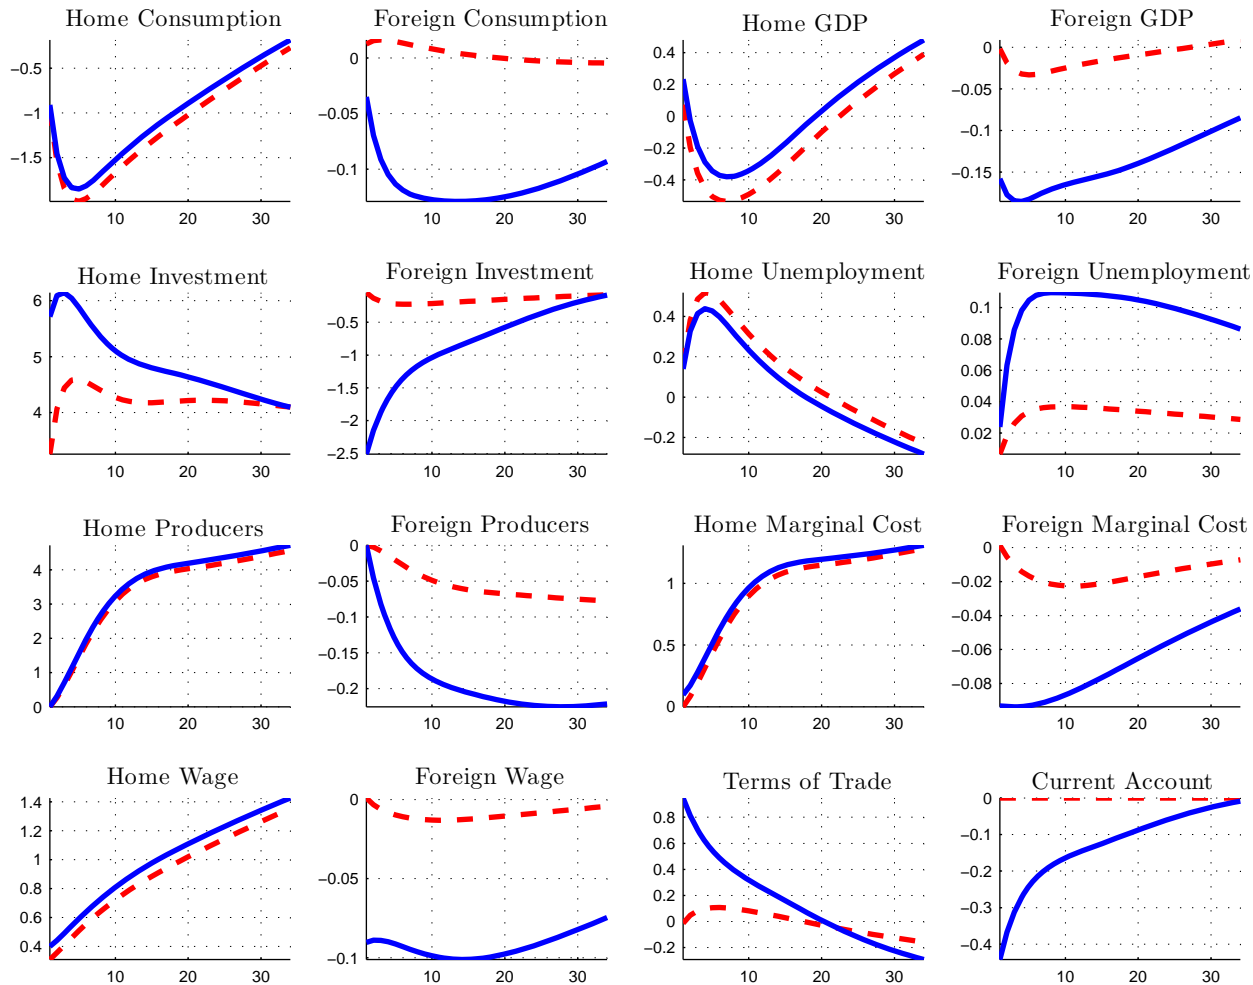 Home Consumption
−0.5
−1
−1.5
10 20 30
Foreign Consumption
0
−0.05
−0.1
10 20 30
Home GDP
0.4
0.2
0
−0.2
−0.4
10 20 30
Foreign GDP
0
−0.05
−0.1
−0.15
10 20 30
Home Investment
6
5
4
10 20 30
Foreign Investment
−0.5
−1
−1.5
−2
−2.5
10 20 30
Home Unemployment
0.4
0.2
0
−0.2
10 20 30
Foreign Unemployment
0.1
0.08
0.06
0.04
0.02
10 20 30
Home Producers
4
3
2
1
0
10 20 30
Foreign Producers
0
−0.05
−0.1
−0.15
−0.2
10 20 30
Home Marginal Cost
1
0.5
0
10 20 30
Foreign Marginal Cost
0
−0.02
−0.04
−0.06
−0.08
10 20 30
Home Wage
1.4
1.2
1
0.8
0.6
0.4
10 20 30
Foreign Wage
0
−0.05
−0.1
10 20 30
Terms of Trade
0.8
0.6
0.4
0.2
0
−0.2
10 20 30
Current Account
0
−0.1
−0.2
−0.3
−0.4
10 20 30